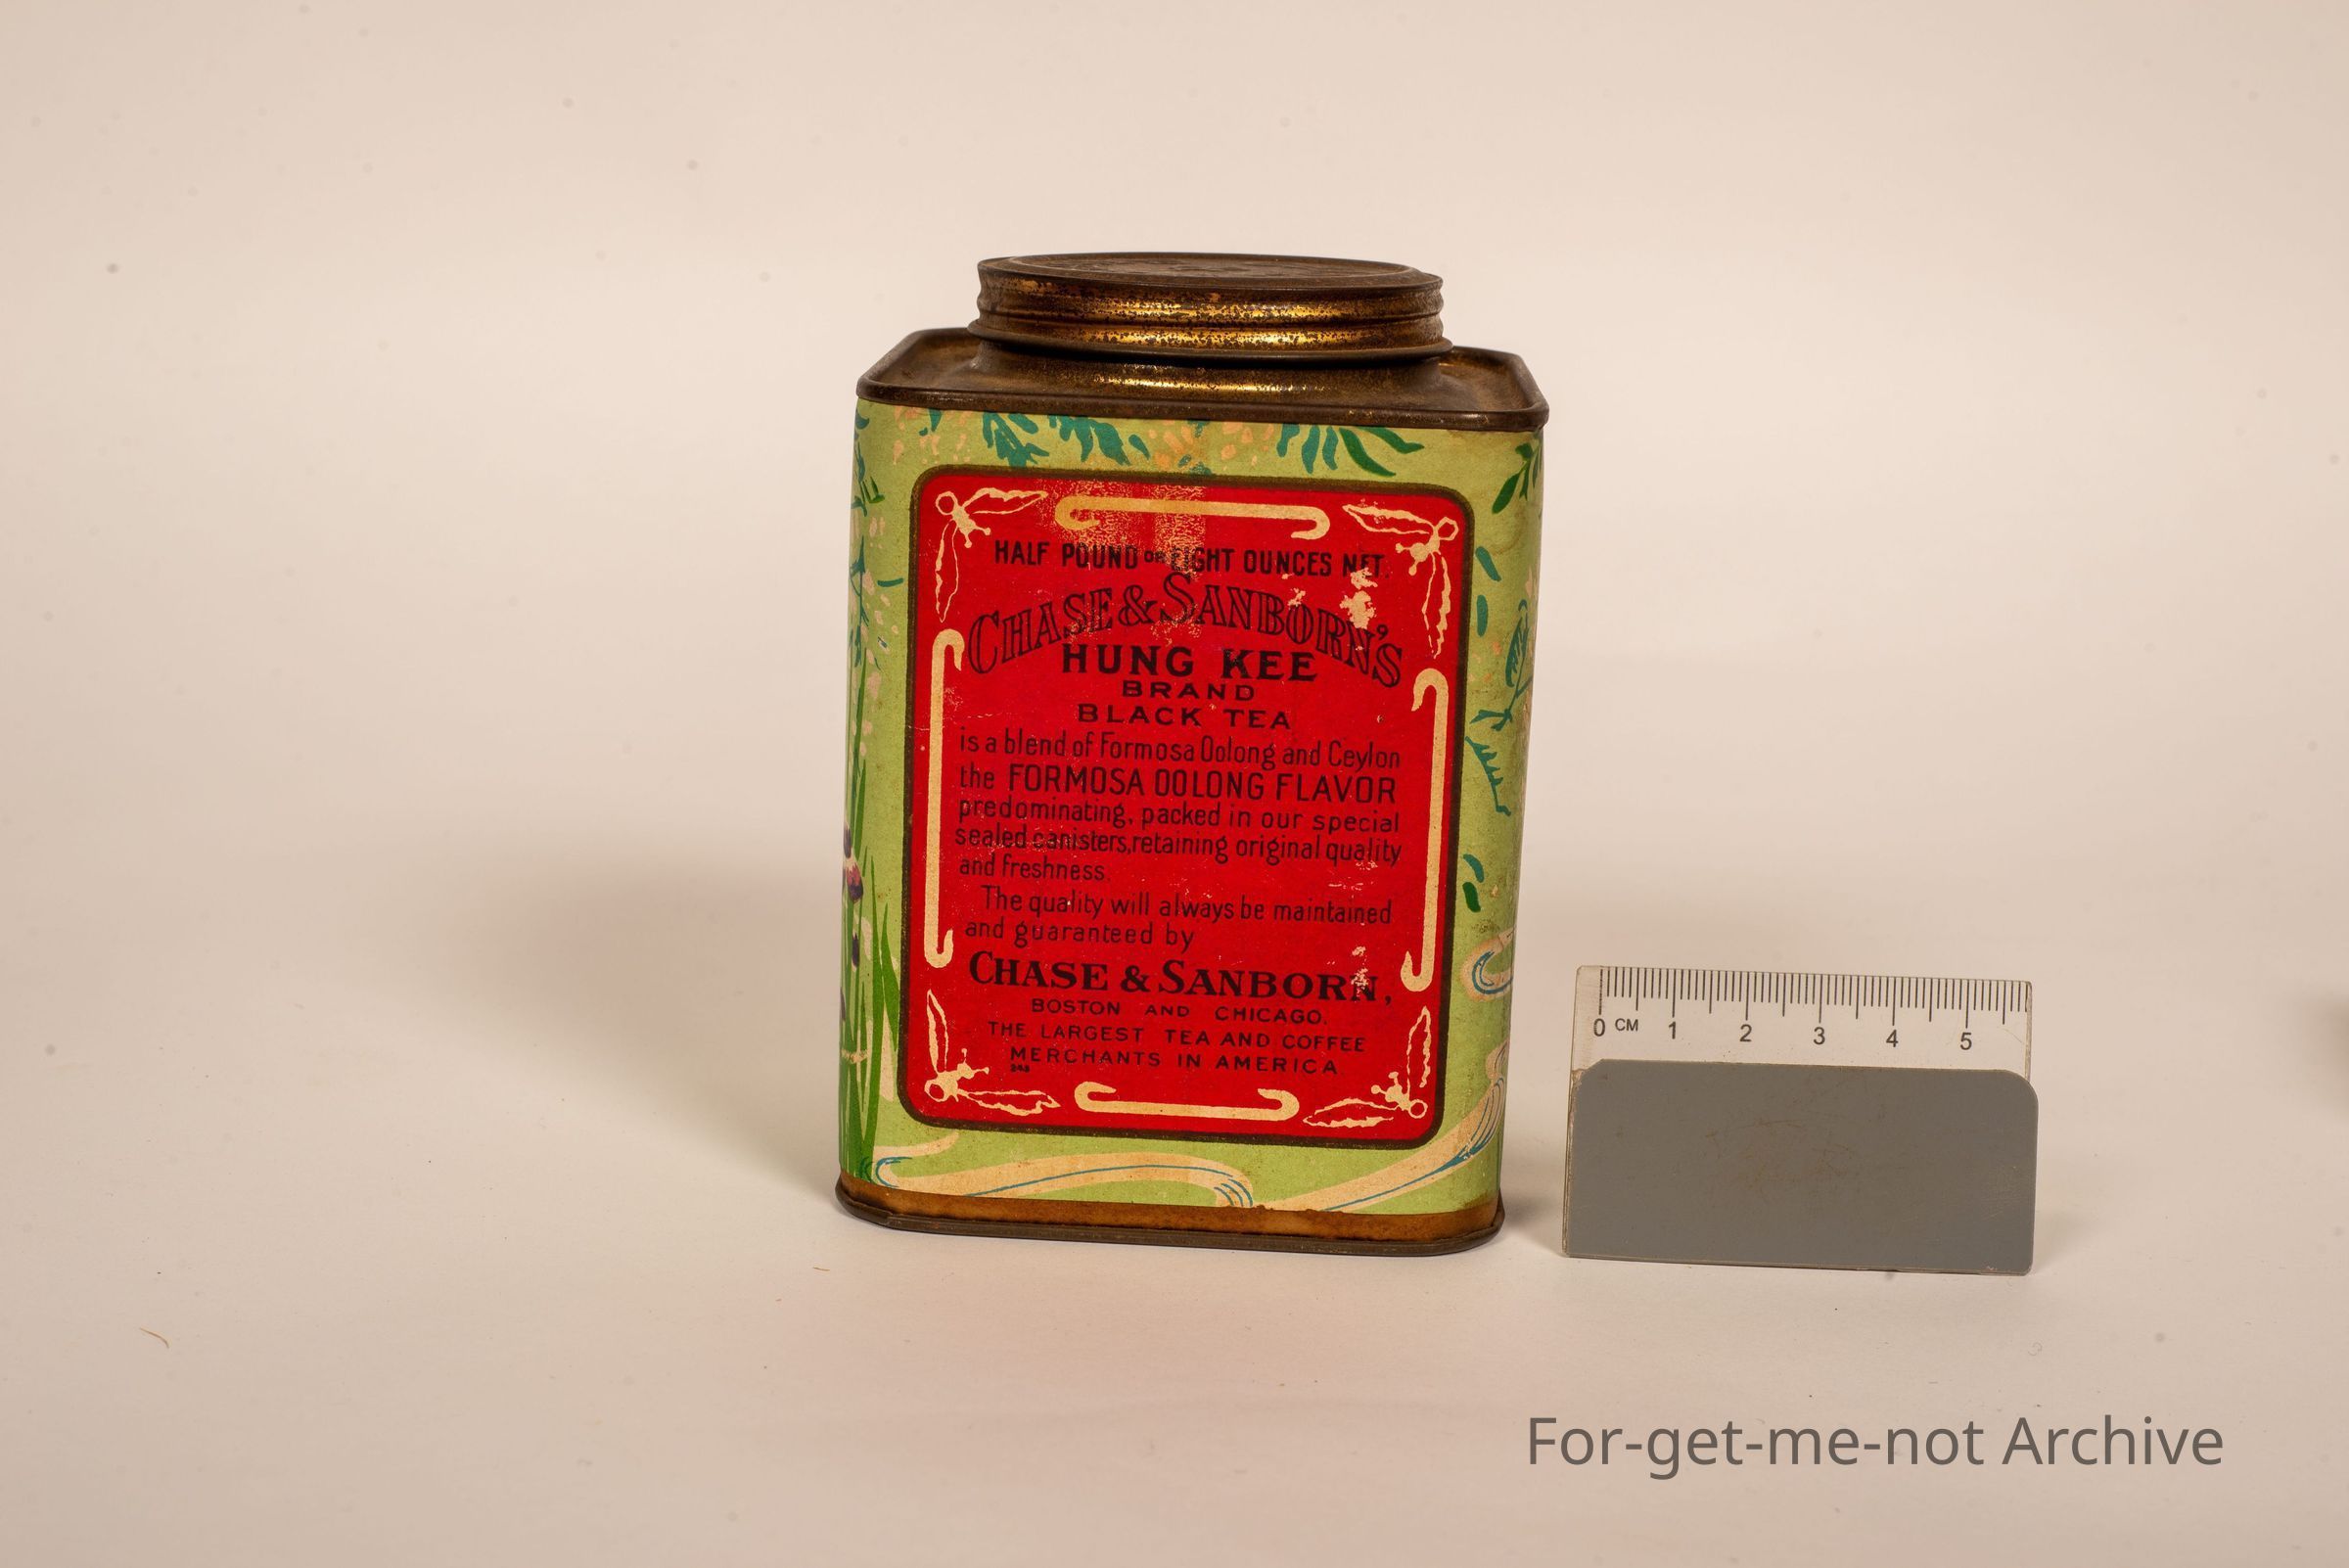 HALF POUND OR EIGHT OUNCES NET.
CHASE & SANBORN'S
HUNG KEE
BRAND
BLACK TEA
is a blend of Formosa Oolong and Ceylon
the FORMOSA OOLONG FLAVOR
predominating, packed in our special
sealed canisters, retaining original quality
and freshness.
The quality will always be maintained
and guaranteed by
CHASE & SANBORN,
BOSTON AND CHICAGO.
THE LARGEST TEA AND COFFEE
MERCHANTS IN AMERICA
0 CM 1 2 3 4 5
For-get-me-not Archive